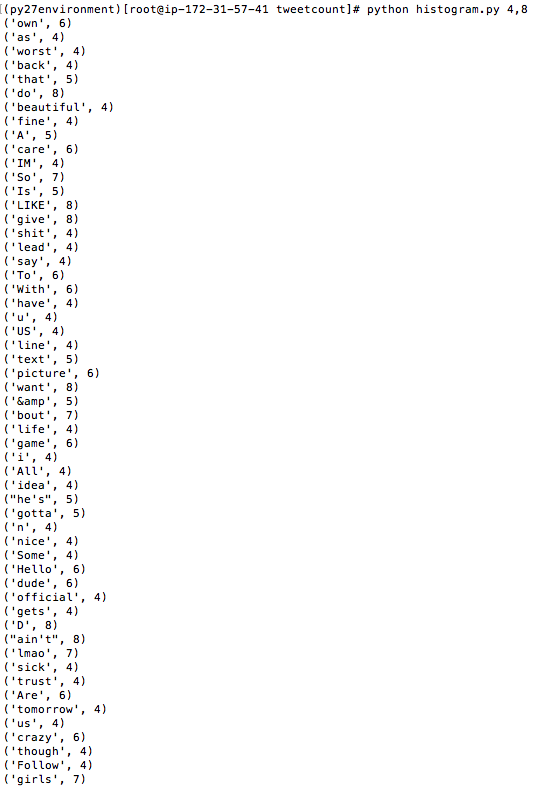 [(py27environment)[root@ip-172-31-57-41 tweetcount]# python histogram.py 4,8
('own', 6)
('as', 4)
('worst', 4)
('back', 4)
('that', 5)
('do', 8)
('beautiful', 4)
('fine', 4)
('A', 5)
('care', 6)
('IM', 4)
('So', 7)
('Is', 5)
('LIKE', 8)
('give', 8)
('shit', 4)
('lead', 4)
('say', 4)
('To', 6)
('With', 6)
('have', 4)
('u', 4)
('US', 4)
('line', 4)
('text', 5)
('picture', 6)
('want', 8)
('&amp', 5)
('bout', 7)
('life', 4)
('game', 6)
('i', 4)
('All', 4)
('idea', 4)
("he's", 5)
('gotta', 5)
('n', 4)
('nice', 4)
('Some', 4)
('Hello', 6)
('dude', 6)
('official', 4)
('gets', 4)
('D', 8)
("ain't", 8)
('lmao', 7)
('sick', 4)
('trust', 4)
('Are', 6)
('tomorrow', 4)
('us', 4)
('crazy', 6)
('though', 4)
('Follow', 4)
('girls', 7)